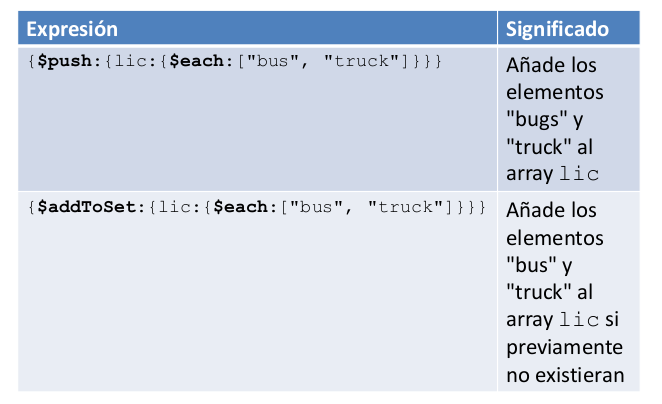 Expresión
Significado
{$push:{lic:{$each:["bus", "truck"]}}}
Añade los
elementos
"bugs" y
"truck" al
array lic
{$addToSet:{lic:{$each:["bus", "truck"]}}}
Añade los
elementos
"bus" y
"truck" al
array lic si
previamente
no existieran